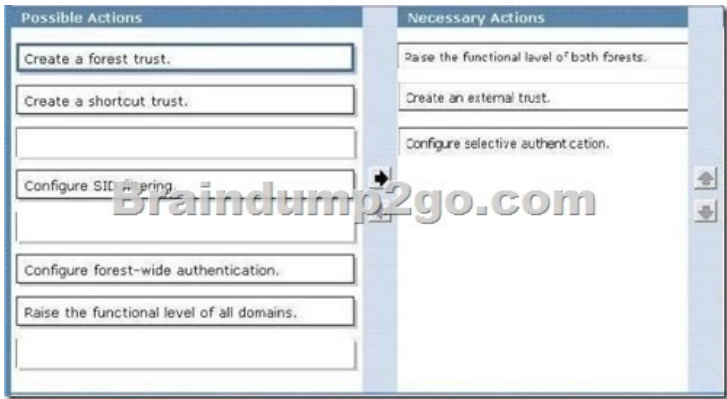 Possible Actions
Necessary Actions
Create a forest trust.
Create a shortcut trust.
Configure SID filtering.
Configure forest-wide authentication.
Raise the functional level of all domains.
Raise the functional level of both forests.
Create an external trust.
Configure selective authentication.
Braindump2go.com